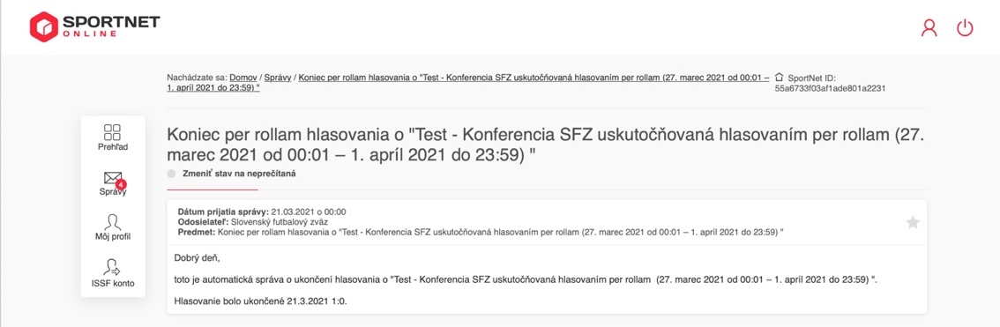 SPORTNET
ONLINE
Nachádzate sa: Domov / Správy / Koniec per rollam hlasovania o "Test - Konferencia SFZ uskutočňovaná hlasovaním per rollam (27. marec 2021 od 00:01 –
1. apríl 2021 do 23:59) "
SportNet ID:
55a6733f03af1ade801a2231
Prehľad
4
Správy
Môj profil
ISSF konto
Koniec per rollam hlasovania o "Test - Konferencia SFZ uskutočňovaná hlasovaním per rollam (27.
marec 2021 od 00:01 – 1. apríl 2021 do 23:59) "
Zmeniť stav na neprečítaná
Dátum prijatia správy: 21.03.2021 o 00:00
Odosielateľ: Slovenský futbalový zväz
Predmet: Koniec per rollam hlasovania o "Test - Konferencia SFZ uskutočňovaná hlasovaním per rollam (27. marec 2021 od 00:01 – 1. apríl 2021 do 23:59) "
Dobrý deň,
toto je automatická správa o ukončení hlasovania o "Test - Konferencia SFZ uskutočňovaná hlasovaním per rollam (27. marec 2021 od 00:01 – 1. apríl 2021 do 23:59) ".
Hlasovanie bolo ukončené 21.3.2021 1:0.